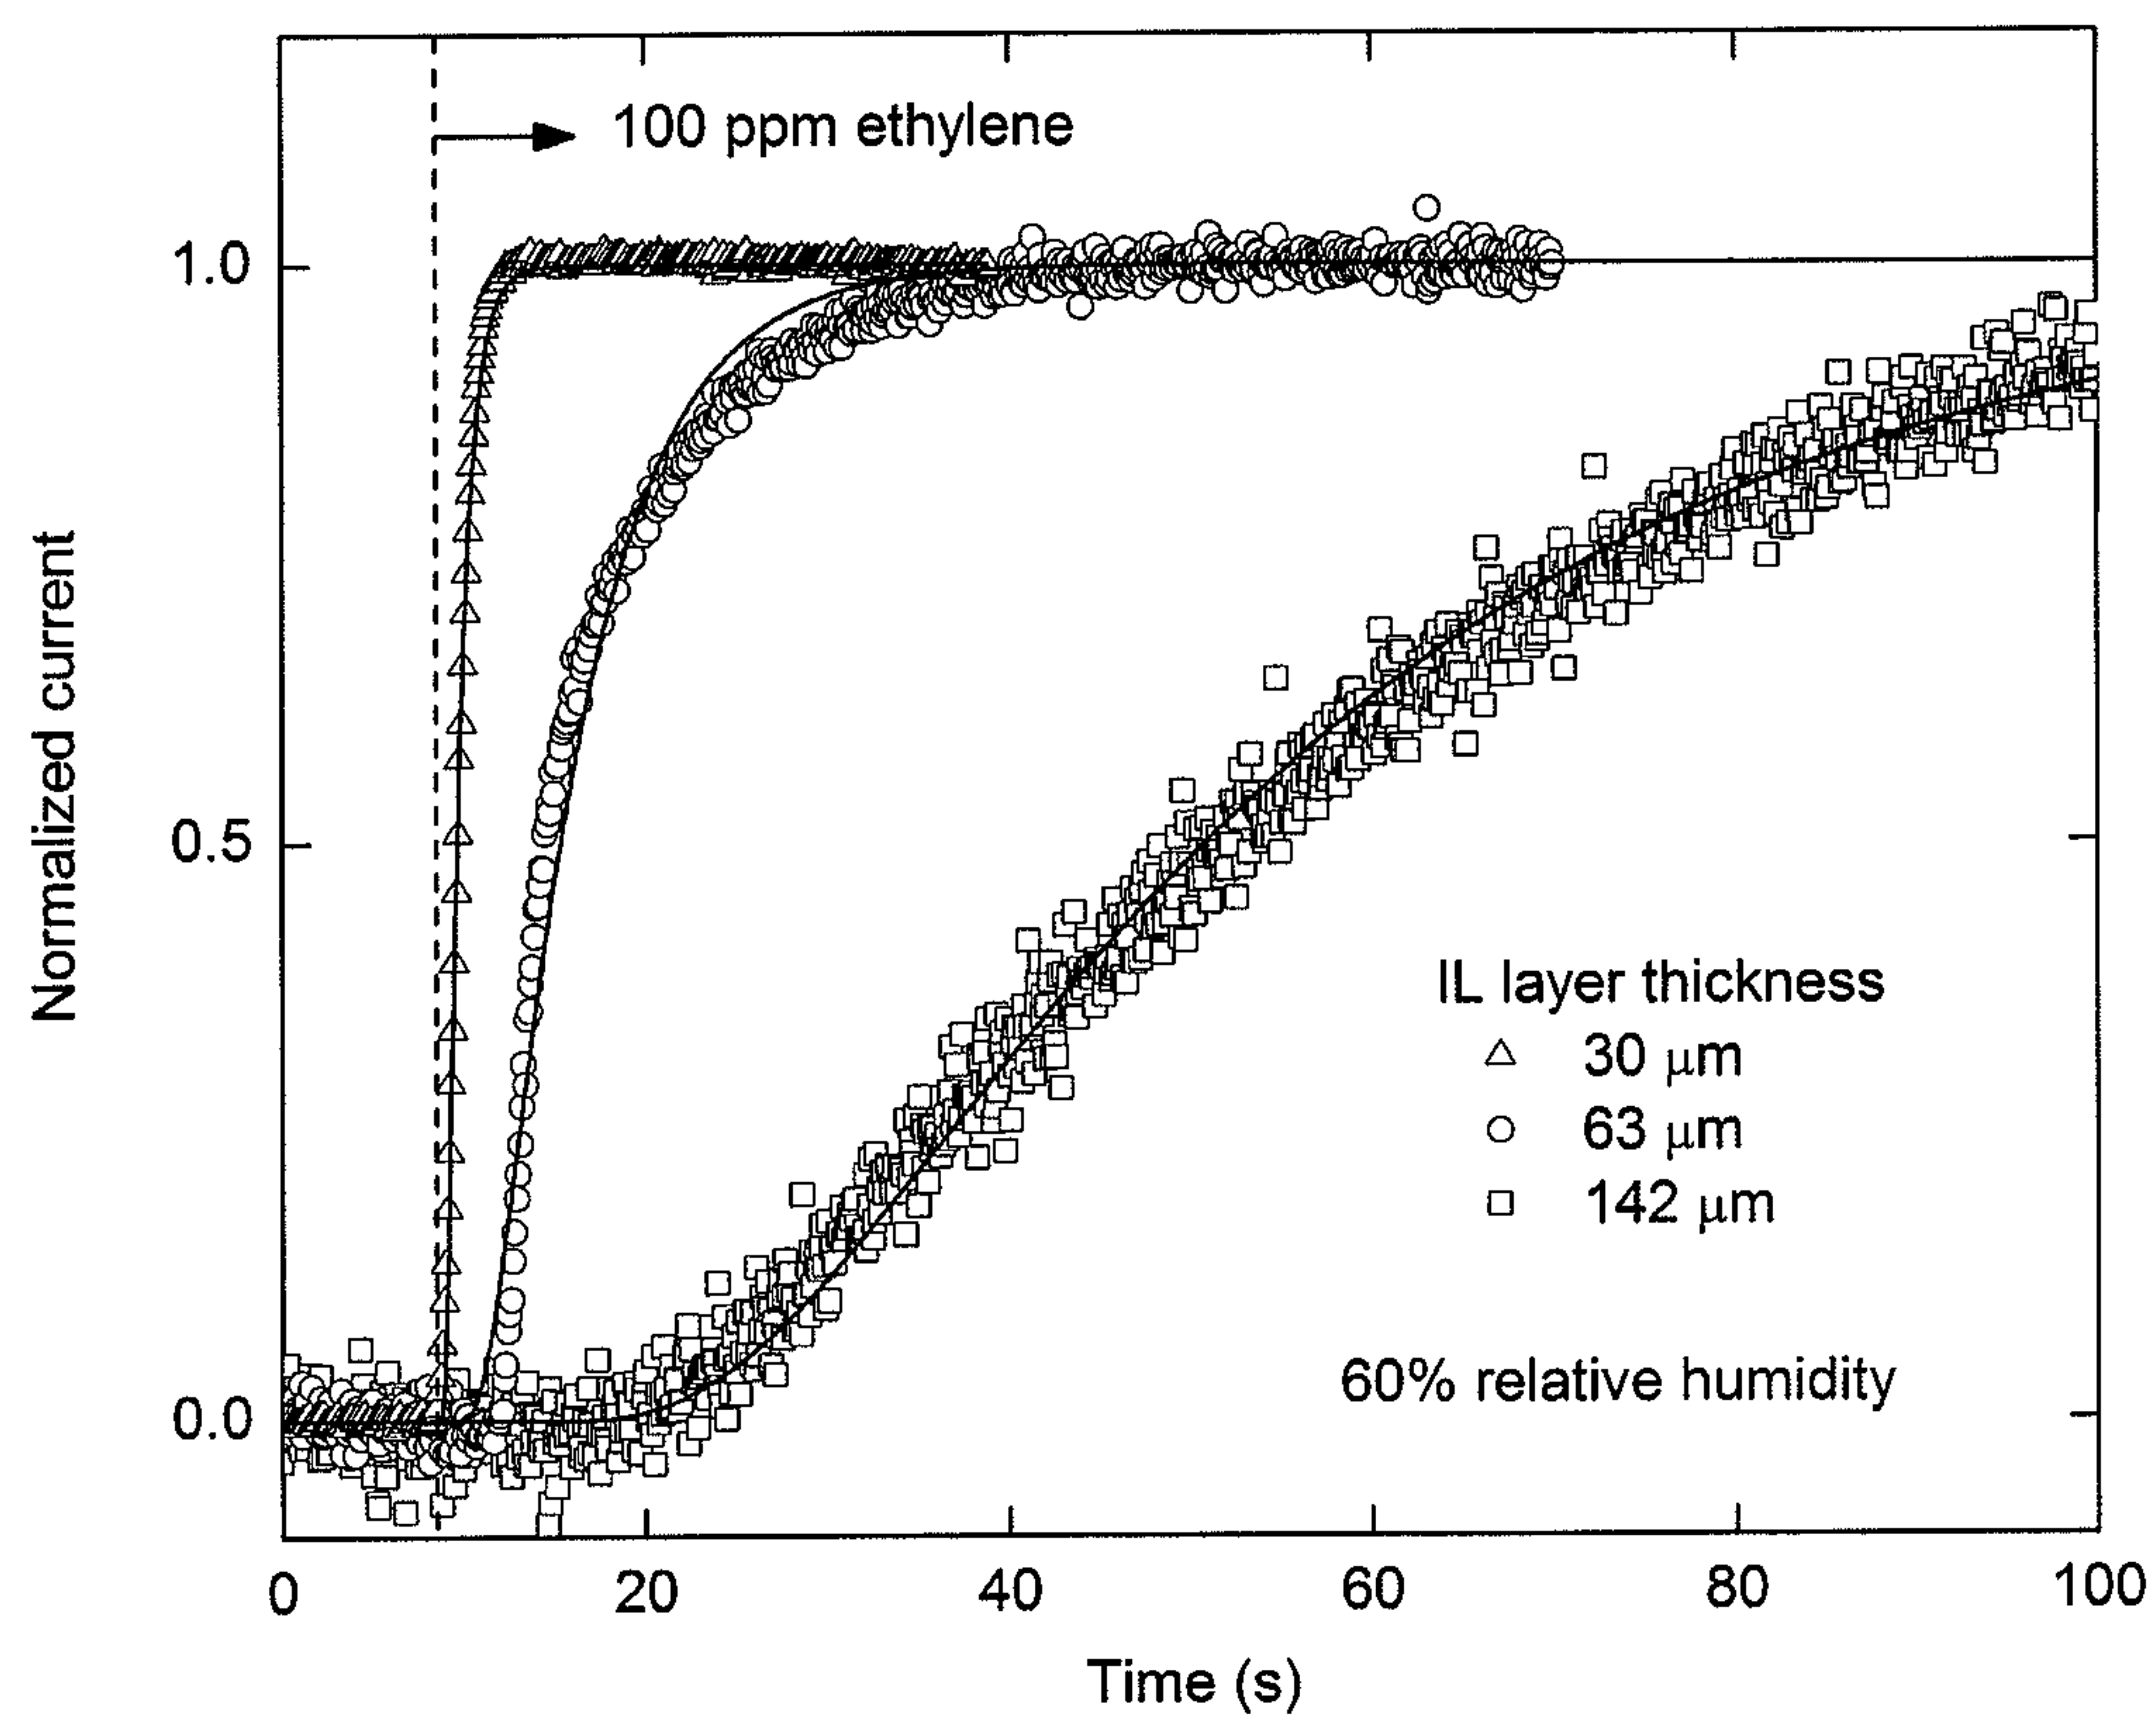 100 ppm ethylene
1.0
0.5
0.0
Normalized current
IL layer thickness
30 μm
63 μm
142 μm
60% relative humidity
0 20 40 60 80 100
Time (s)